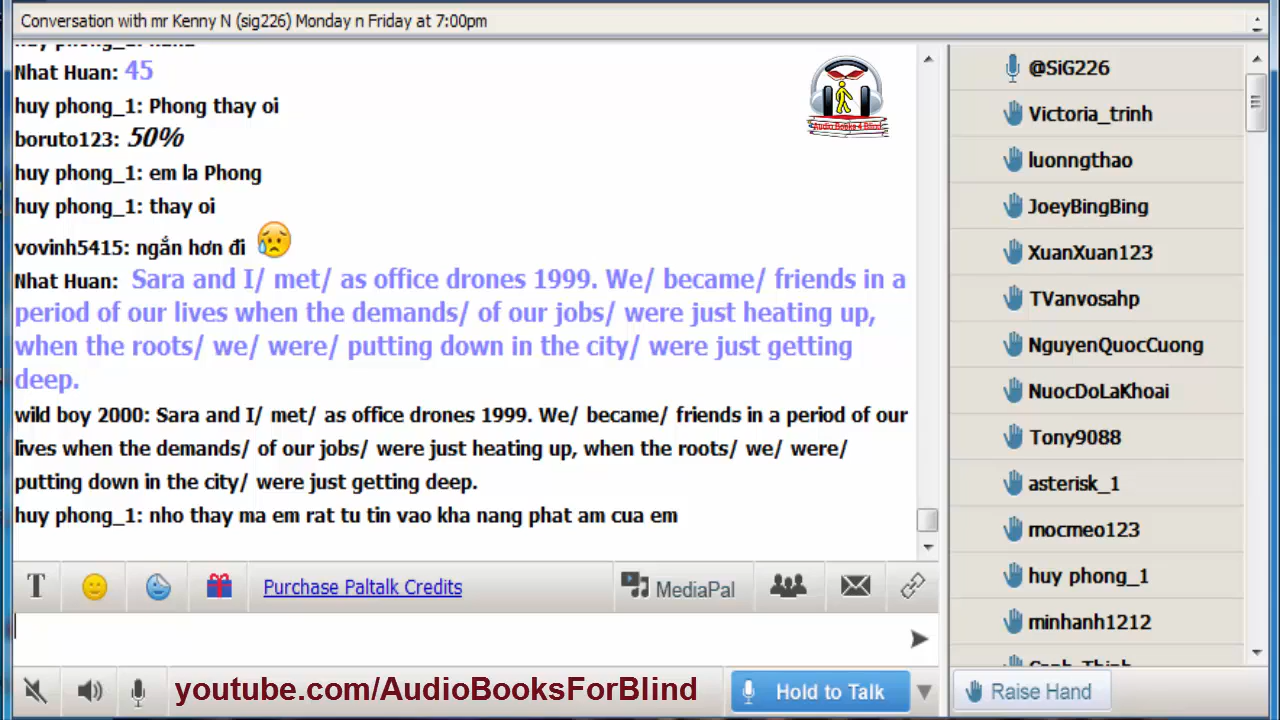 Conversation with mr Kenny N (sig226) Monday n Friday at 7:00pm
Nhat Huan: 45
huy phong_1: Phong thay oi
boruto123: 50%
huy phong_1: em la Phong
huy phong_1: thay oi
vovinh5415: ngắn hơn đi
Nhat Huan: Sara and I/ met/ as office drones 1999. We/ became/ friends in a
period of our lives when the demands/ of our jobs/ were just heating up,
when the roots/ we/ were/ putting down in the city/ were just getting
deep.
wild boy 2000: Sara and I/ met/ as office drones 1999. We/ became/ friends in a period of our
lives when the demands/ of our jobs/ were just heating up, when the roots/ we/ were/
putting down in the city/ were just getting deep.
huy phong_1: nho thay ma em rat tu tin vao kha nang phat am cua em
Audio Books 4 Blind
T
Purchase Paltalk Credits
MediaPal
youtube.com/AudioBooksForBlind
Hold to Talk
@SiG226
Victoria_trinh
luonngthao
JoeyBingBing
XuanXuan123
TVanvosahp
NguyenQuocCuong
NuocDoLaKhoai
Tony9088
asterisk_1
mocmeo123
huy phong_1
minhanh1212
Raise Hand